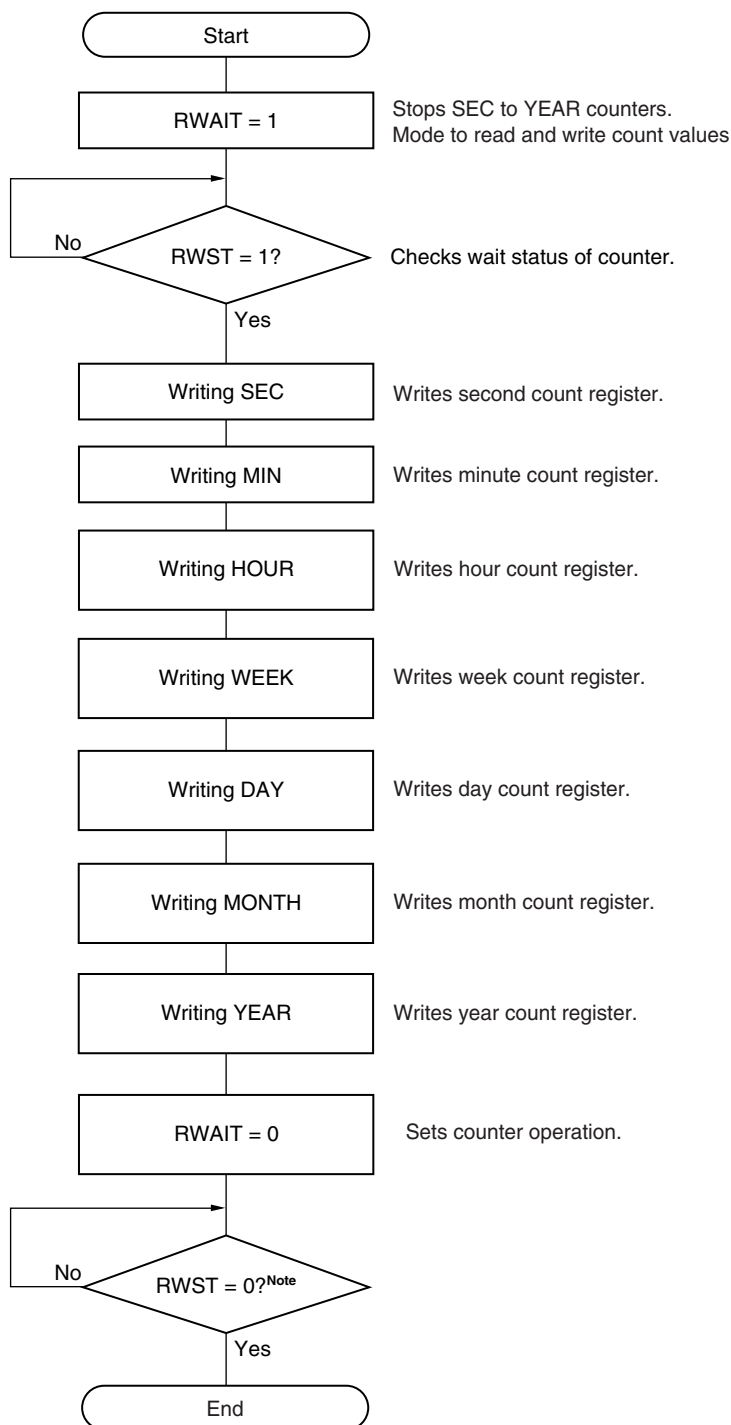 Start
RWAIT = 1
Stops SEC to YEAR counters.
Mode to read and write count values
No
RWST = 1?
Checks wait status of counter.
Yes
Writing SEC
Writes second count register.
Writing MIN
Writes minute count register.
Writing HOUR
Writes hour count register.
Writing WEEK
Writes week count register.
Writing DAY
Writes day count register.
Writing MONTH
Writes month count register.
Writing YEAR
Writes year count register.
RWAIT = 0
Sets counter operation.
No
RWST = 0?Note
Yes
End